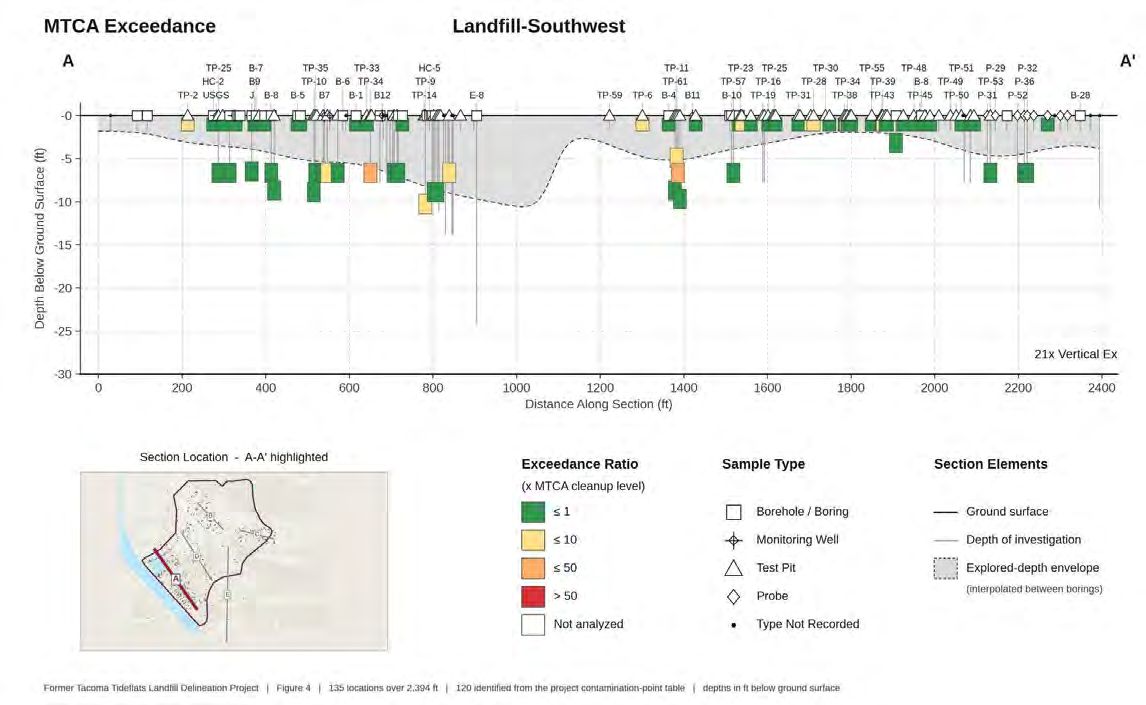 MTCA Exceedance Landfill-Southwest
A A'
TP-25 B-7 TP-35 TP-33 HC-5 TP-11 TP-23 TP-25 TP-30 TP-55 TP-48 TP-51 P-29 P-32
HC-2 B9 TP-10 B-6 TP-34 TP-9 TP-61 TP-57 TP-16 TP-28 TP-34 TP-39 B-8 TP-49 TP-53 P-36
TP-2 USGS J B-8 B-5 B7 B-1 B12 TP-14 E-8 TP-59 TP-6 B-4 B11 B-10 TP-19 TP-31 TP-38 TP-43 TP-45 TP-50 P-31 P-52 B-28
-0
-5
-10
-15
-20
-25
-30
Depth Below Ground Surface (ft)
21x Vertical Ex
0 200 400 600 800 1000 1200 1400 1600 1800 2000 2200 2400
Distance Along Section (ft)
Section Location - A-A' highlighted
A
E
Exceedance Ratio
(x MTCA cleanup level)
≤ 1
≤ 10
≤ 50
> 50
Not analyzed
Sample Type
Borehole / Boring
Monitoring Well
Test Pit
Probe
Type Not Recorded
Section Elements
Ground surface
Depth of investigation
Explored-depth envelope
(interpolated between borings)
Former Tacoma Tideflats Landfill Delineation Project | Figure 4 | 135 locations over 2,394 ft | 120 identified from the project contamination-point table | depths in ft below ground surface